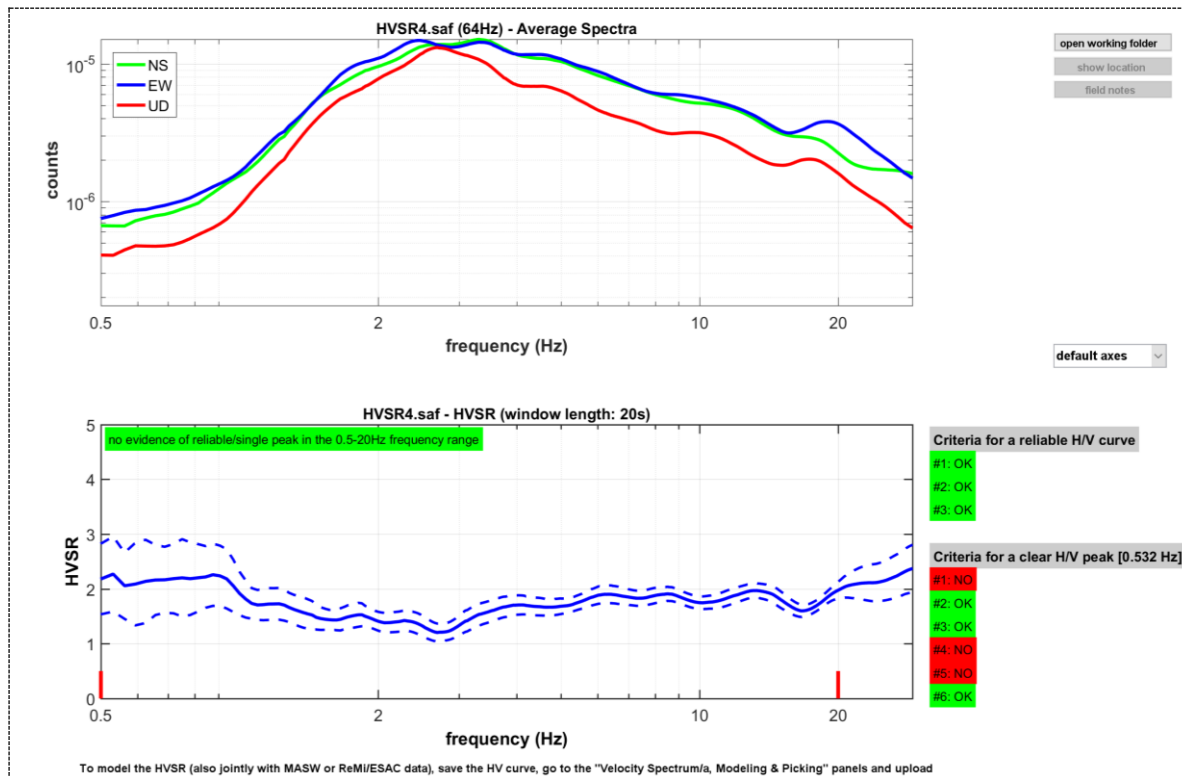 HVSR4.saf (64Hz) - Average Spectra
open working folder
show location
field notes
NS
EW
UD
10^-5
10^-6
counts
0.5
2
10
20
frequency (Hz)
default axes
HVSR4.saf - HVSR (window length: 20s)
no evidence of reliable/single peak in the 0.5-20Hz frequency range
5
4
3
2
1
0
HVSR
0.5
2
10
20
frequency (Hz)
Criteria for a reliable H/V curve
#1: OK
#2: OK
#3: OK
Criteria for a clear H/V peak [0.532 Hz]
#1: NO
#2: OK
#3: OK
#4: NO
#5: NO
#6: OK
To model the HVSR (also jointly with MASW or ReMi/ESAC data), save the HV curve, go to the "Velocity Spectrum/a, Modeling & Picking" panels and upload